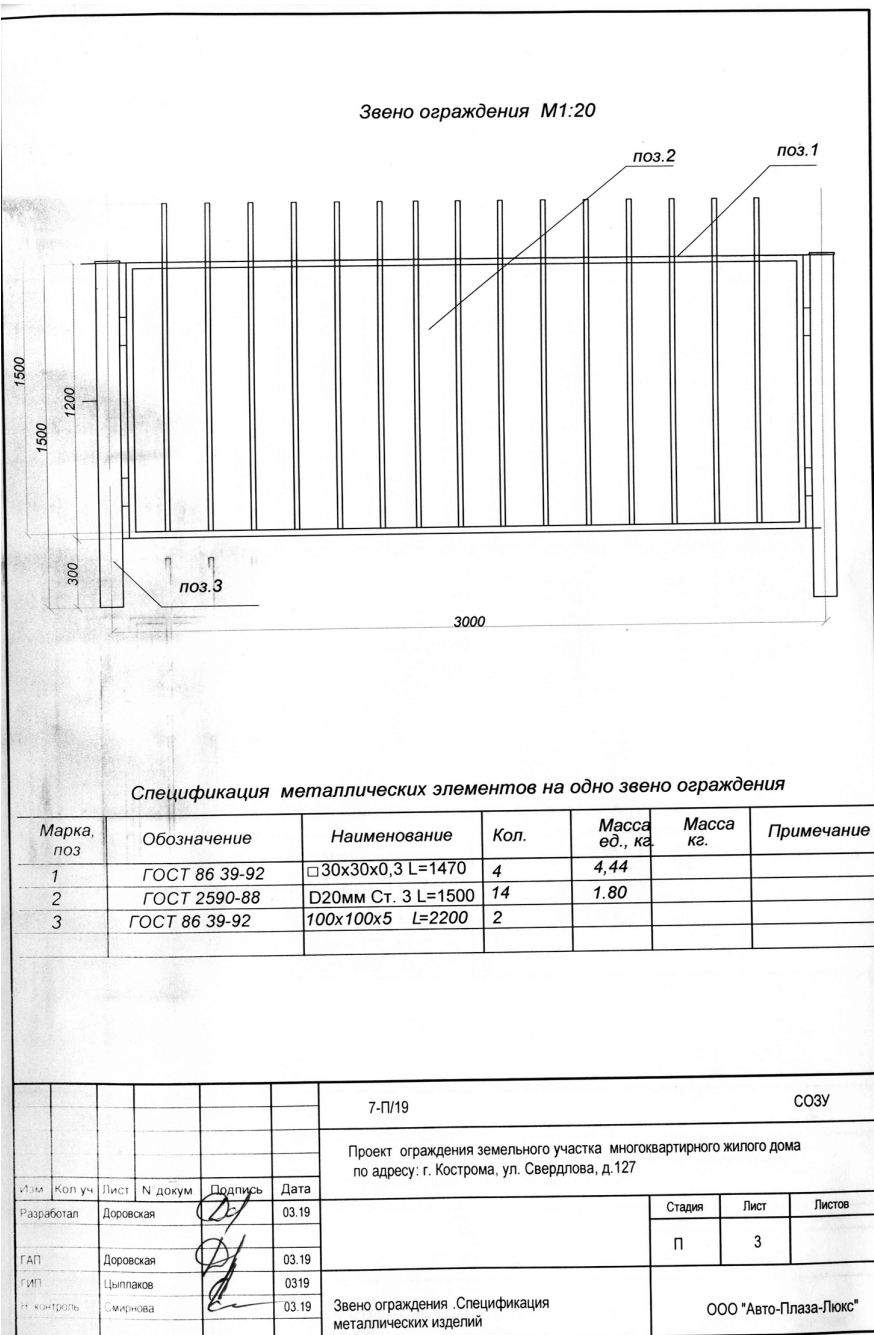 Звено ограждения М1:20
поз.2
поз.1
1500
1500
1200
300
поз.3
3000
Спецификация металлических элементов на одно звено ограждения
Марка, поз Обозначение Наименование Кол. Масса ед., кг. Масса кг. Примечание
1 ГОСТ 86 39-92 □30х30х0,3 L=1470 4 4,44
2 ГОСТ 2590-88 D20мм Ст. 3 L=1500 14 1.80
3 ГОСТ 86 39-92 100х100х5 L=2200 2
7-П/19 СОЗУ
Проект ограждения земельного участка многоквартирного жилого дома
по адресу: г. Кострома, ул. Свердлова, д.127
Изм Кол уч Лист N докум Подпись Дата
Разработал Доровская 03.19
Стадия Лист Листов
П 3
ГАП Доровская 03.19
ГИП Цыплаков 0319
Н. контроль Смирнова 03.19
Звено ограждения .Спецификация
металлических изделий
ООО "Авто-Плаза-Люкс"